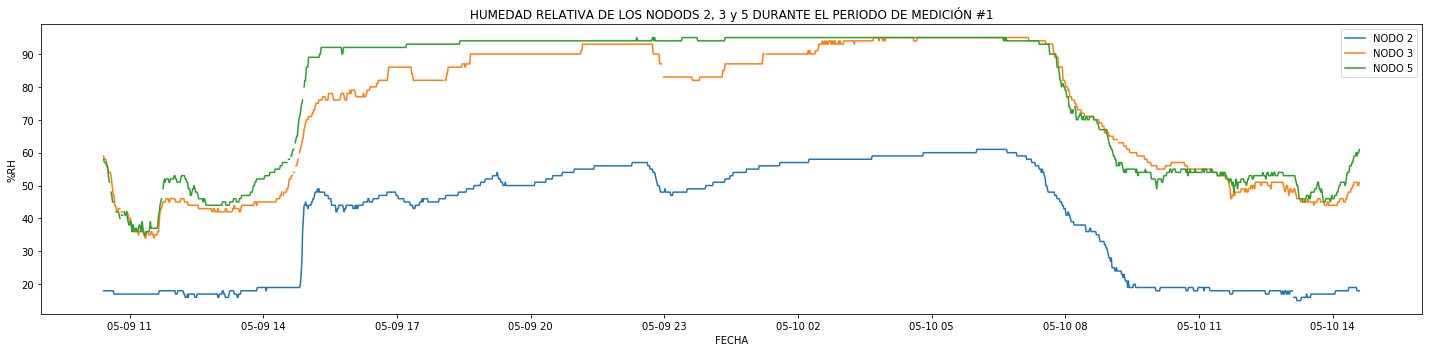 HUMEDAD RELATIVA DE LOS NODODS 2, 3 y 5 DURANTE EL PERIODO DE MEDICIÓN #1
NODO 2
NODO 3
NODO 5
90
80
70
60
50
40
30
20
%RH
05-09 11 05-09 14 05-09 17 05-09 20 05-09 23 05-10 02 05-10 05 05-10 08 05-10 11 05-10 14
FECHA